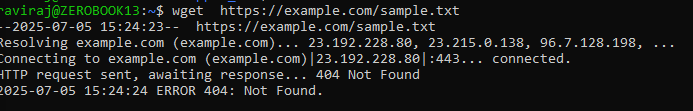 raviraj@ZEROBOOK13:~$ wget  https://example.com/sample.txt
--2025-07-05 15:24:23--  https://example.com/sample.txt
Resolving example.com (example.com)... 23.192.228.80, 23.215.0.138, 96.7.128.198, ...
Connecting to example.com (example.com)|23.192.228.80|:443... connected.
HTTP request sent, awaiting response... 404 Not Found
2025-07-05 15:24:24 ERROR 404: Not Found.